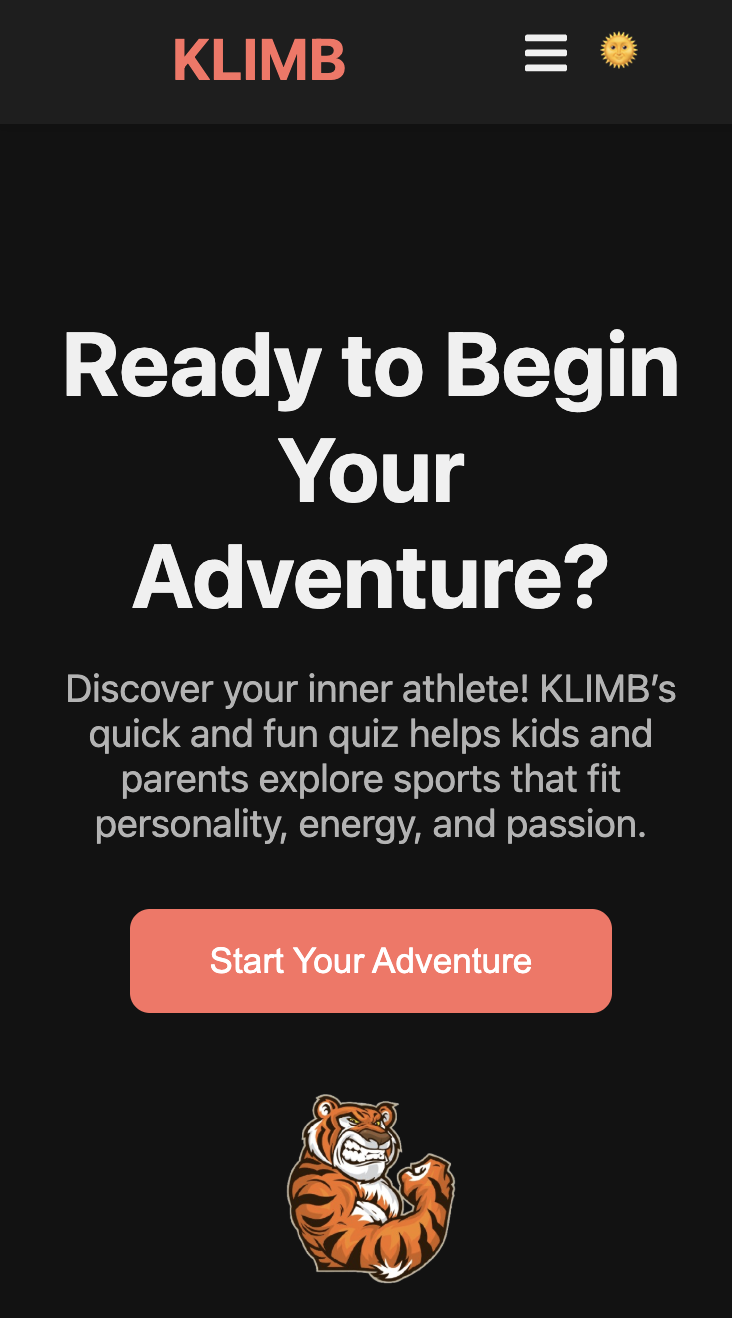 KLIMB
Ready to Begin
Your
Adventure?
Discover your inner athlete! KLIMB’s
quick and fun quiz helps kids and
parents explore sports that fit
personality, energy, and passion.
Start Your Adventure